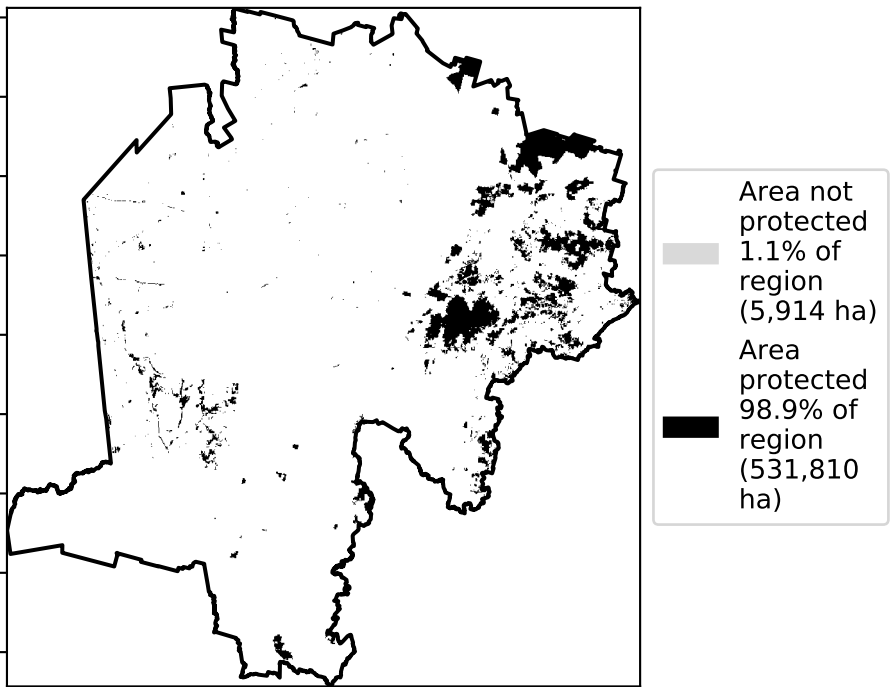 Area not
protected
1.1% of
region
(5,914 ha)
Area
protected
98.9% of
region
(531,810
ha)